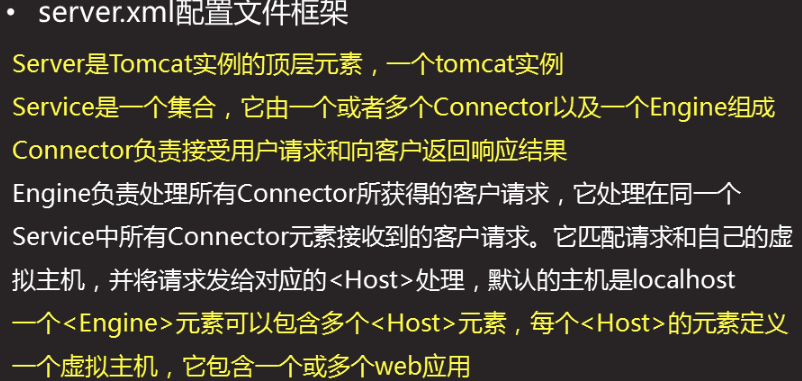 • server.xml配置文件框架
Server是Tomcat实例的顶层元素，一个tomcat实例
Service是一个集合，它由一个或者多个Connector以及一个Engine组成
Connector负责接受用户请求和向客户返回响应结果
Engine负责处理所有Connector所获得的客户请求，它处理在同一个
Service中所有Connector元素接收到的客户请求。它匹配请求和自己的虚
拟主机，并将请求发给对应的<Host>处理，默认的主机是localhost
一个<Engine>元素可以包含多个<Host>元素，每个<Host>的元素定义
一个虚拟主机，它包含一个或多个web应用